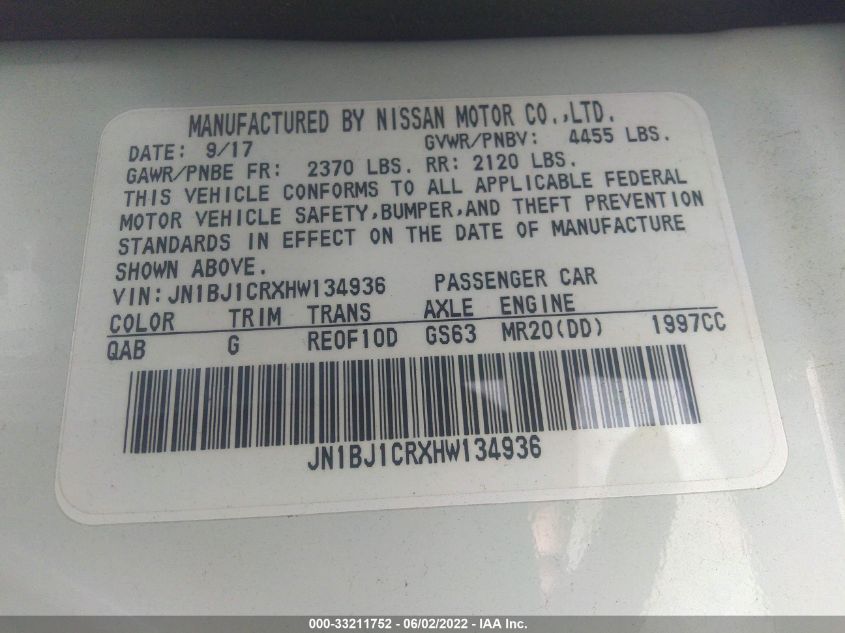 MANUFACTURED BY NISSAN MOTOR CO.,LTD.
DATE: 9/17 GVWR/PNBV: 4455 LBS.
GAWR/PNBE FR: 2370 LBS. RR: 2120 LBS.
THIS VEHICLE CONFORMS TO ALL APPLICABLE FEDERAL
MOTOR VEHICLE SAFETY,BUMPER,AND THEFT PREVENTION
STANDARDS IN EFFECT ON THE DATE OF MANUFACTURE
SHOWN ABOVE.
VIN:JN1BJ1CRXHW134936 PASSENGER CAR
COLOR TRIM TRANS AXLE ENGINE
QAB G RE0F10D GS63 MR20(DD) 1997CC
JN1BJ1CRXHW134936
000-33211752 - 06/02/2022 - IAA Inc.